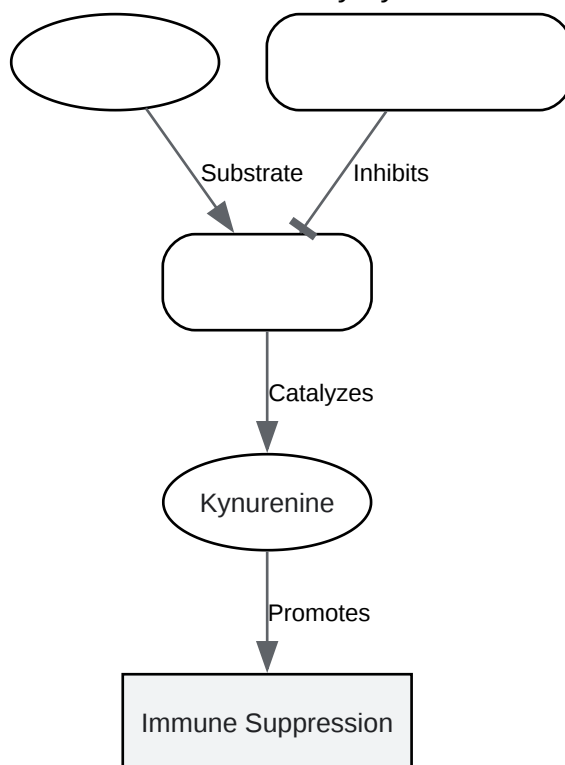 Substrate
Inhibits
Catalyzes
Kynurenine
Promotes
Immune Suppression